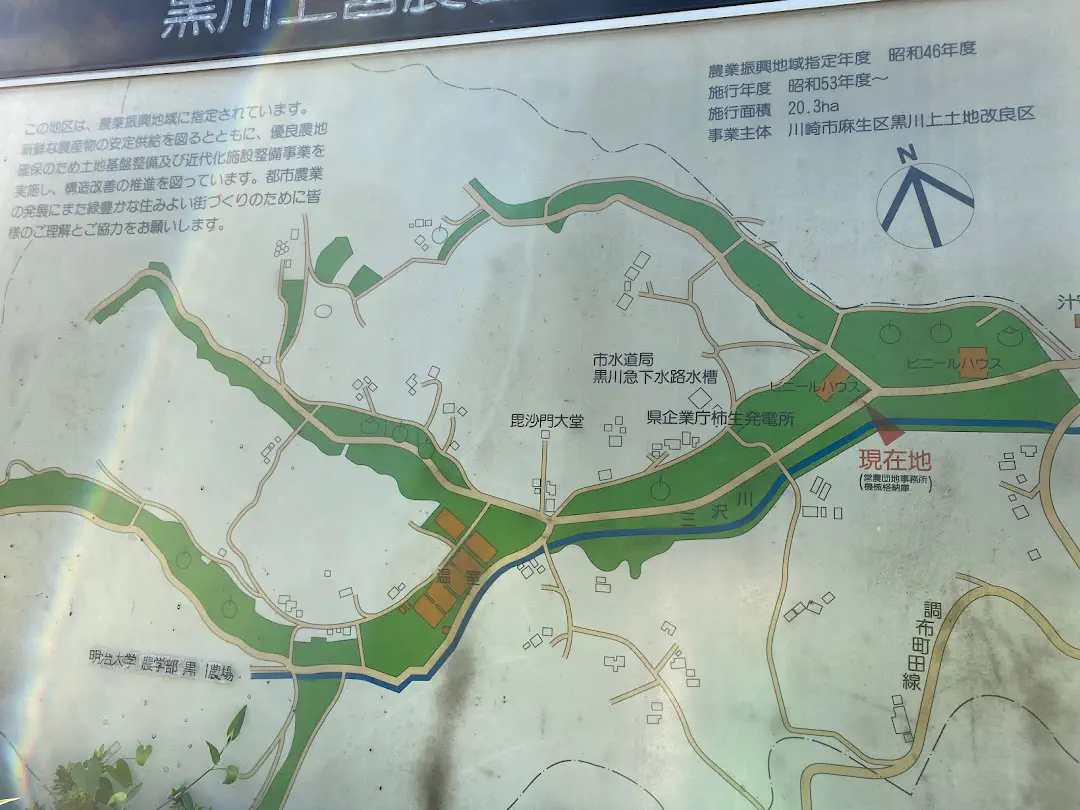 黒川上
この地区は、農業振興地域に指定されています。
新鮮な農産物の安定供給を図るとともに、優良農地
確保のため土地基盤整備及び近代化施設整備事業を
実施し、構造改善の推進を図っています。都市農業
の発展にまた緑豊かな住みよい街づくりのために皆
様のご理解とご協力をお願いします。
農業振興地域指定年度 昭和46年度
施行年度 昭和53年度～
施行面積 20.3ha
事業主体 川崎市麻生区黒川上土地改良区
N
汁
ビニールハウス
ビニールハウス
市水道局
黒川急下水路水槽
県企業庁柿生発電所
毘沙門大堂
現在地
(営農団地事務所
機械格納庫)
三沢川
温室
調布町田線
明治大学 農学部 黒 農場